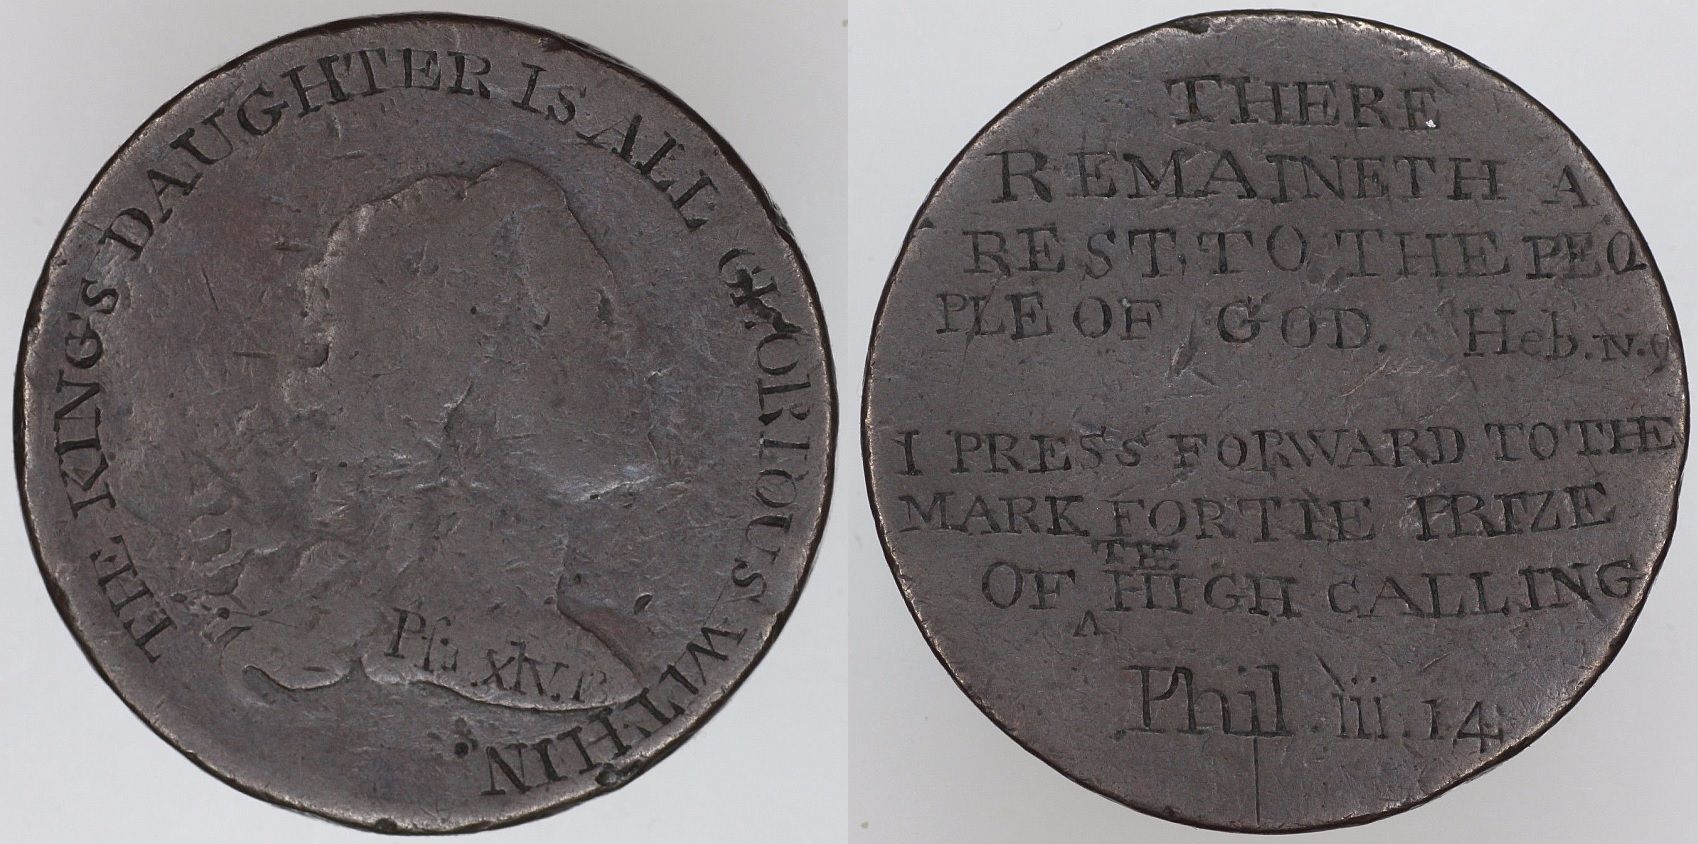 THE KING'S DAUGHTER IS ALL GLORIOUS WITHIN.
Ps: xlv. 13
THERE
REMAINETH A
REST. TO THE PEO
PLE OF GOD. Heb. iv. 9
I PRESS FORWARD TO THE
MARK FOR THE PRIZE
OF ^ THE HIGH CALLING
Phil. iii. 14